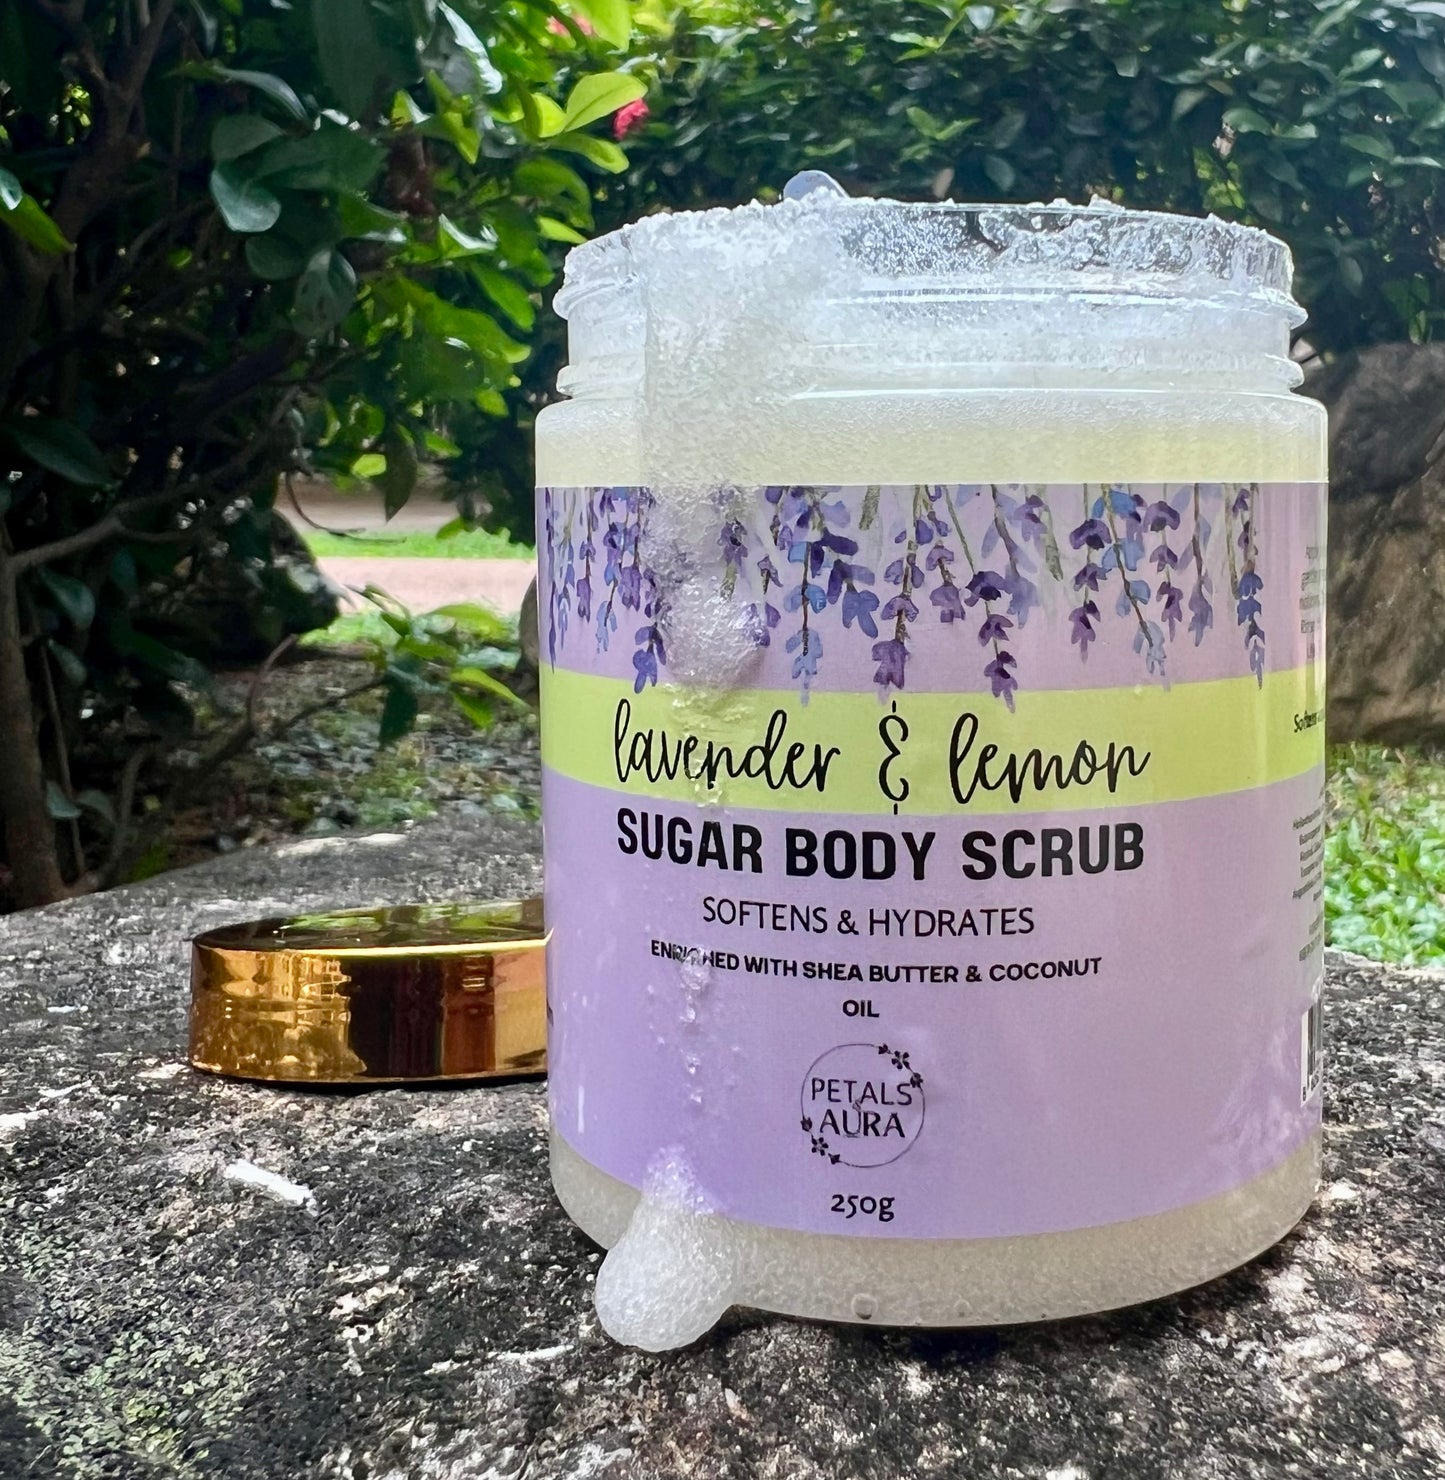 lavender & lemon
SUGAR BODY SCRUB
SOFTENS & HYDRATES
ENRICHED WITH SHEA BUTTER & COCONUT
OIL
PETALS
&
AURA
250g